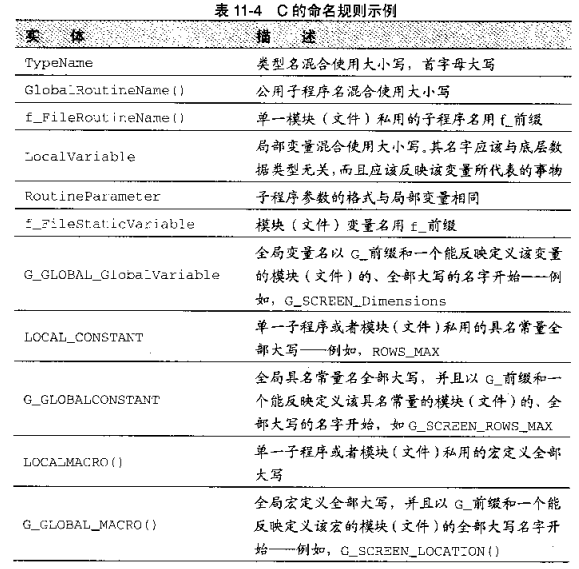 表 11-4 C的命名规则示例
实 体 描 述
TypeName 类型名混合使用大小写，首字母大写
GlobalRoutineName() 公用子程序名混合使用大小写
f_FileRoutineName() 单一模块（文件）私用的子程序名用f_前缀
局部变量混合使用大小写。其名字应该与底层数
LocalVariable
据类型无关，而且应该反映该变量所代表的事物
RoutineParameter 子程序参数的格式与局部变量相同
f_FileStaticVariable 模块（文件）变量名用 f_前缀
全局变量名以 G_前缀和一个能反映定义该变量
G_GLOBAL_GlobalVariable 的模块（文件）的、全部大写的名字开始——例
如，G_SCREEN_Dimensions
单一子程序或者模块（文件）私用的具名常量全
LOCAL_CONSTANT
部大写——例如，ROWS_MAX
全局具名常量名全部大写，并且以 G_前缀和一
G_GLOBALCONSTANT 个能反映定义该具名常量的模块（文件）的、全
部大写的名字开始，如 G_SCREEN_ROWS_MAX
单一子程序或者模块（文件）私用的宏定义全部
LOCALMACRO()
大写
全局宏定义全部大写，并且以 G_前缀和一个能
G_GLOBAL_MACRO() 反映定义该宏的模块（文件）的全部大写名字开
始——例如，G_SCREEN_LOCATION()